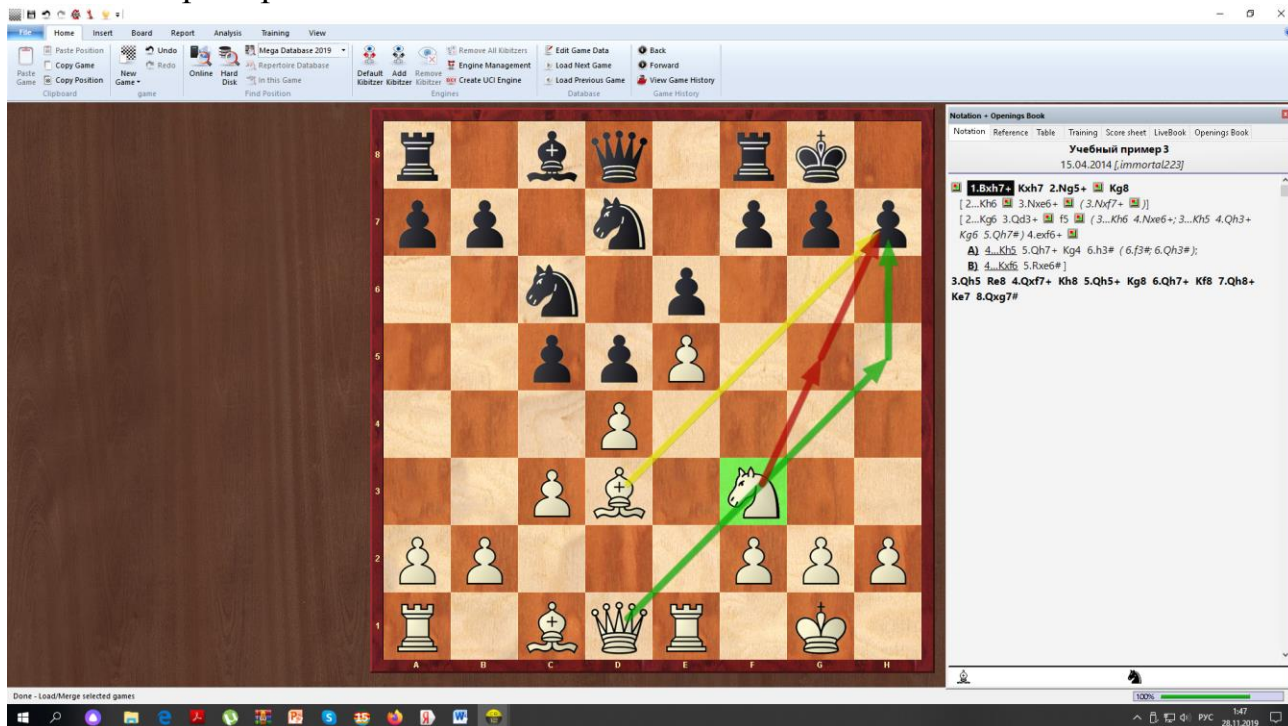 File Home Insert Board Report Analysis Training View
Paste Game
Paste Position
Copy Game
Copy Position
Clipboard
New Game
Undo
Redo
game
Online
Hard Disk
Mega Database 2019
Repertoire Database
In this Game
Find Position
Default Kibitzer
Add Kibitzer
Remove Kibitzer
Remove All Kibitzers
Engine Management
Create UCI Engine
Engines
Edit Game Data
Load Next Game
Load Previous Game
Database
Back
Forward
View Game History
Game History
8
7
6
5
4
3
2
1
A B C D E F G H
Notation + Openings Book
Notation Reference Table Training Score sheet LiveBook Openings Book
Учебный пример 3
15.04.2014 [,immortal223]
1.Bxh7+ Kxh7 2.Ng5+ Kg8
[ 2...Kh6 3.Nxe6+ ( 3.Nxf7+ )]
[ 2...Kg6 3.Qd3+ f5 ( 3...Kh6 4.Nxe6+; 3...Kh5 4.Qh3+
Kg6 5.Qh7# ) 4.exf6+
A) 4...Kh5 5.Qh7+ Kg4 6.h3# ( 6.f3#; 6.Qh3# );
B) 4...Kxf6 5.Rxe6# ]
3.Qh5 Re8 4.Qxf7+ Kh8 5.Qh5+ Kg8 6.Qh7+ Kf8 7.Qh8+
Ke7 8.Qxg7#
Done - Load/Merge selected games
100%
РУС
1:47
28.11.2019